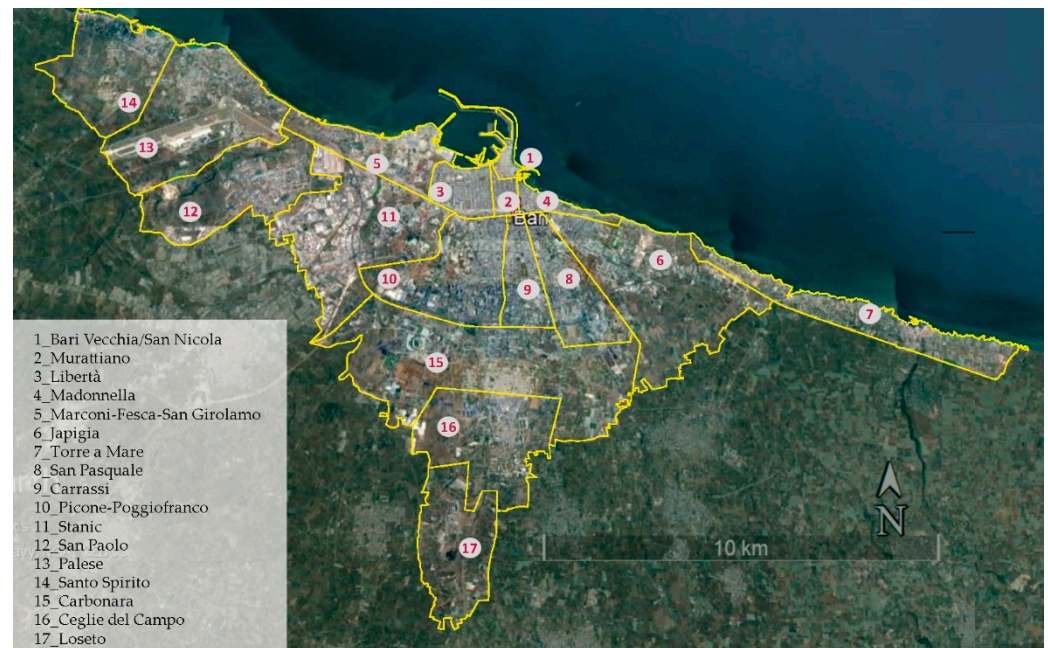 14
13
5
1
3
12
2
4
11
Bari
6
10
9
8
7
15
16
17
N
10 km
1_Bari Vecchia/San Nicola
2_Murattiano
3_Libertà
4_Madonnella
5_Marconi-Fesca-San Girolamo
6_Japigia
7_Torre a Mare
8_San Pasquale
9_Carrassi
10_Picone-Poggiofranco
11_Stanic
12_San Paolo
13_Palese
14_Santo Spirito
15_Carbonara
16_Ceglie del Campo
17_Loseto